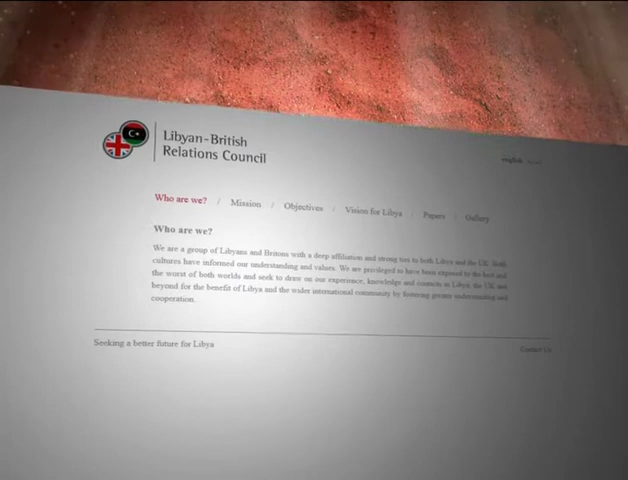 Libyan-British
Relations Council
english
Who are we? / Mission / Objectives / Vision for Libya / Papers / Gallery
Who are we?
We are a group of Libyans and Britons with a deep affiliation and strong ties to both Libya and the UK. Both
cultures have informed our understanding and values. We are privileged to have been exposed to the best and
the worst of both worlds and seek to draw on our experience, knowledge and contacts in Libya, the UK and
beyond for the benefit of Libya and the wider international community by fostering greater understanding and
cooperation.
Seeking a better future for Libya
Contact Us